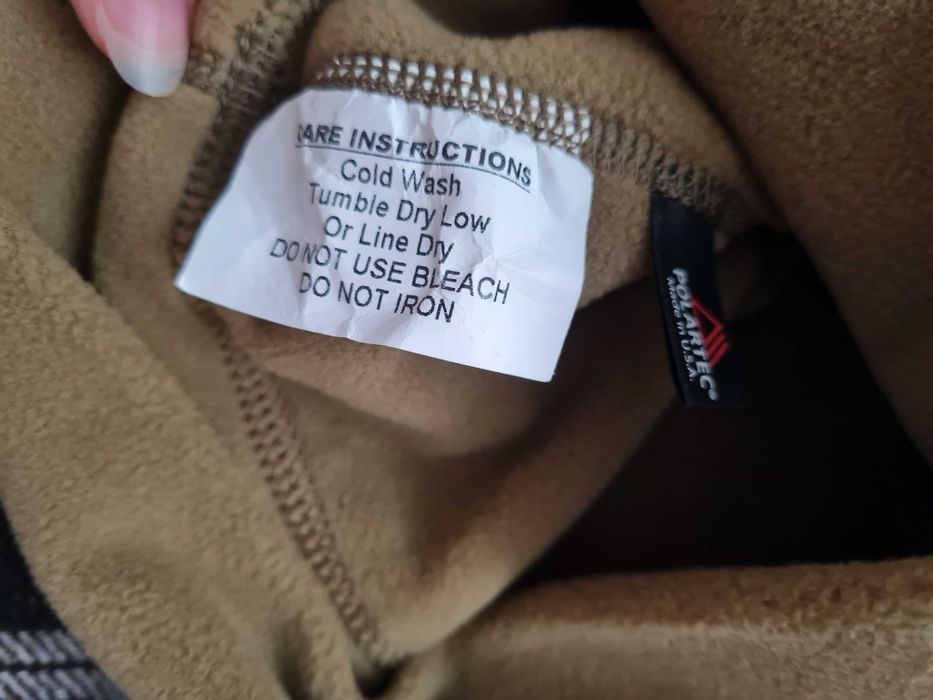 CARE INSTRUCTIONS
Cold Wash
Tumble Dry Low
Or Line Dry
DO NOT USE BLEACH
DO NOT IRON
POLARTEC®
Made in U.S.A.